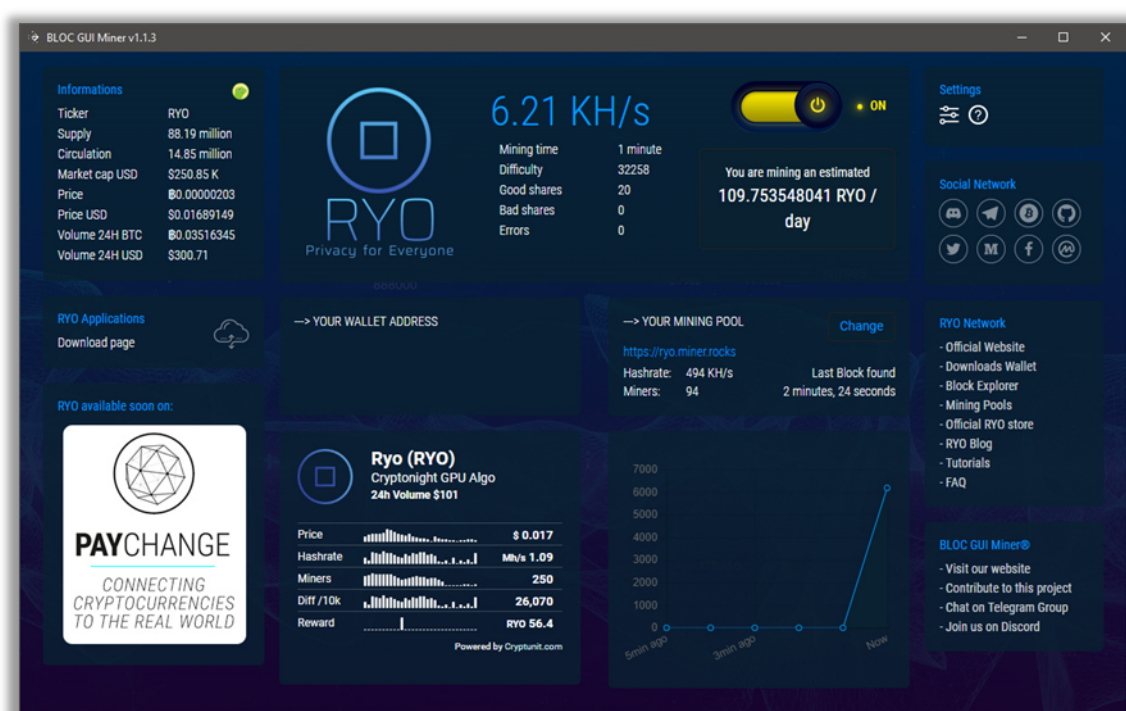 BLOC GUI Miner v1.1.3
Informations
Ticker RYO
Supply 88.19 million
Circulation 14.85 million
Market cap USD $250.85 K
Price ฿0.00000203
Price USD $0.01689149
Volume 24H BTC ฿0.03516345
Volume 24H USD $300.71
RYO
Privacy for Everyone
6.21 KH/s
Mining time 1 minute
Difficulty 32258
Good shares 20
Bad shares 0
Errors 0
ON
You are mining an estimated
109.753548041 RYO /
day
Settings
Social Network
RYO Applications
Download page
---> YOUR WALLET ADDRESS
---> YOUR MINING POOL
Change
https://ryo.miner.rocks
Hashrate: 494 KH/s Last Block found
Miners: 94 2 minutes, 24 seconds
RYO Network
- Official Website
- Downloads Wallet
- Block Explorer
- Mining Pools
- Official RYO store
- RYO Blog
- Tutorials
- FAQ
RYO available soon on:
PAYCHANGE
CONNECTING
CRYPTOCURRENCIES
TO THE REAL WORLD
Ryo (RYO)
Cryptonight GPU Algo
24h Volume $101
Price $ 0.017
Hashrate Mh/s 1.09
Miners 250
Diff /10k 26,070
Reward RYO 56.4
Powered by Cryptunit.com
7000
6000
5000
4000
3000
2000
1000
0
5min ago
3min ago
Now
BLOC GUI Miner®
- Visit our website
- Contribute to this project
- Chat on Telegram Group
- Join us on Discord